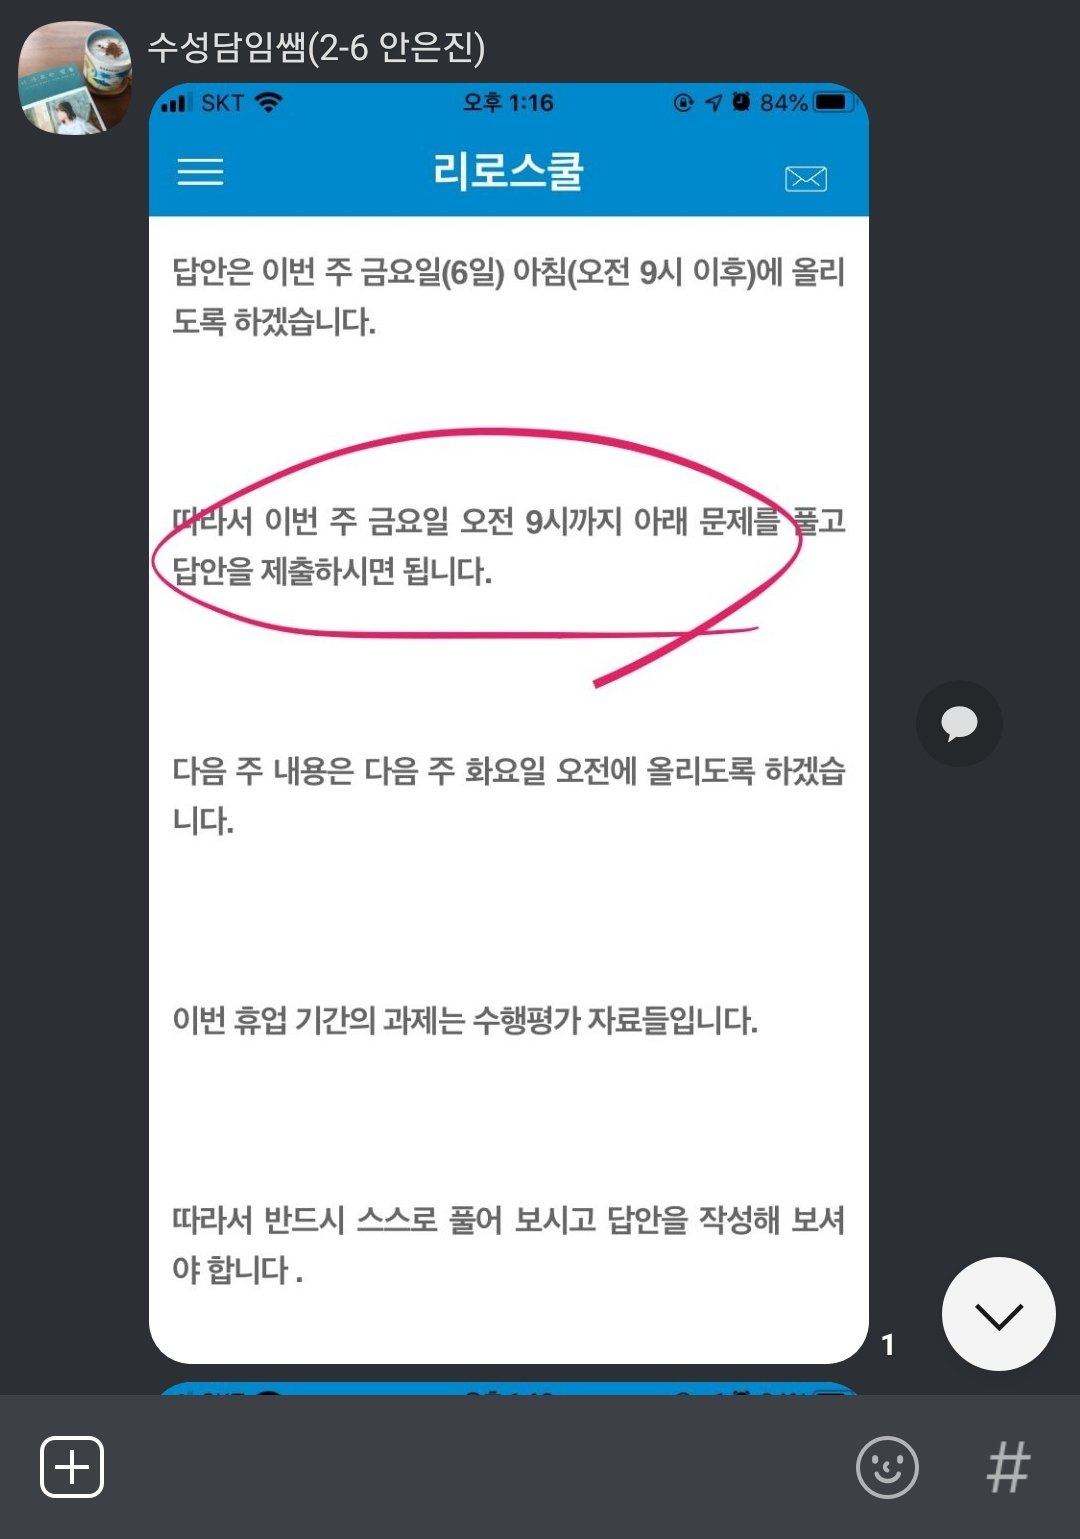 수성담임쌤(2-6 안은진)
SKT 오후 1:16 84%
리로스쿨
답안은 이번 주 금요일(6일) 아침(오전 9시 이후)에 올리
도록 하겠습니다.
따라서 이번 주 금요일 오전 9시까지 아래 문제를 풀고
답안을 제출하시면 됩니다.
다음 주 내용은 다음 주 화요일 오전에 올리도록 하겠습
니다.
이번 휴업 기간의 과제는 수행평가 자료들입니다.
따라서 반드시 스스로 풀어 보시고 답안을 작성해 보셔
야 합니다 .
1
#